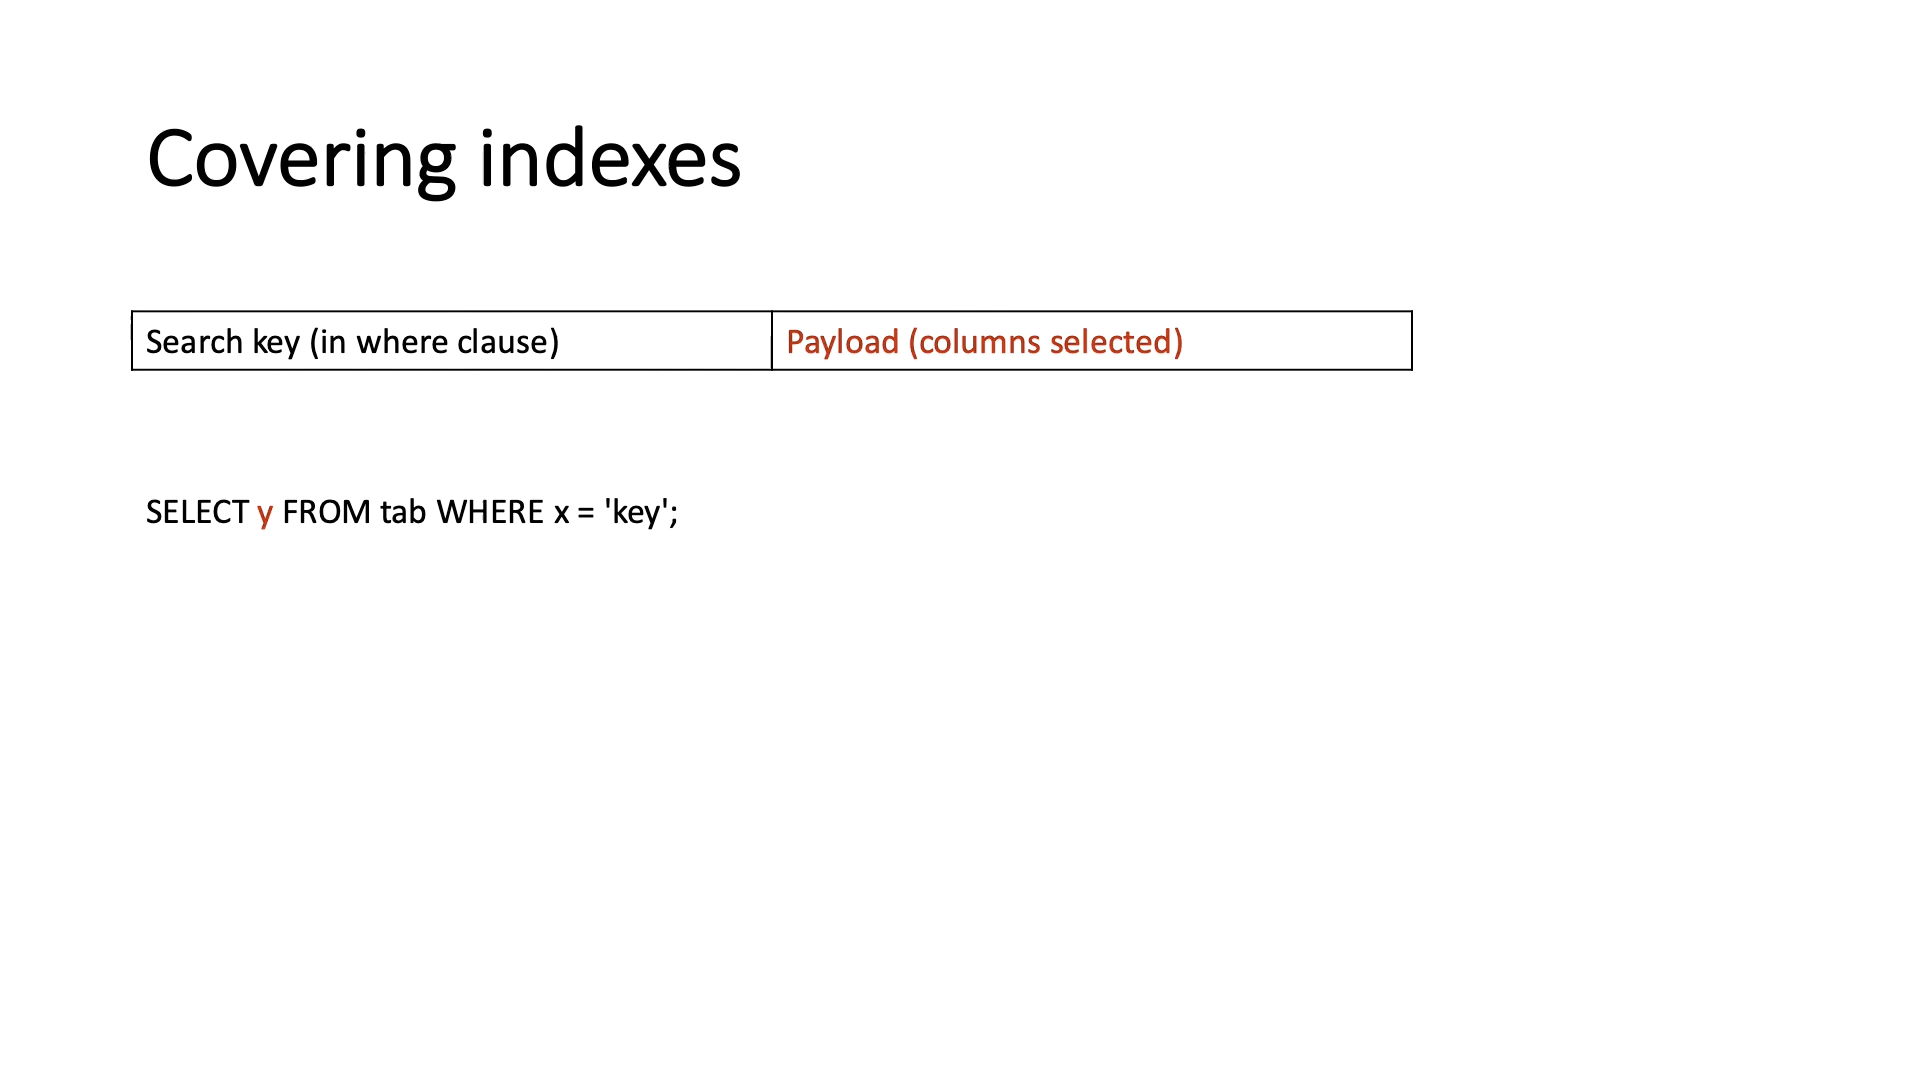 Covering indexes
Search key (in where clause)
Payload (columns selected)
SELECT y FROM tab WHERE x = 'key';